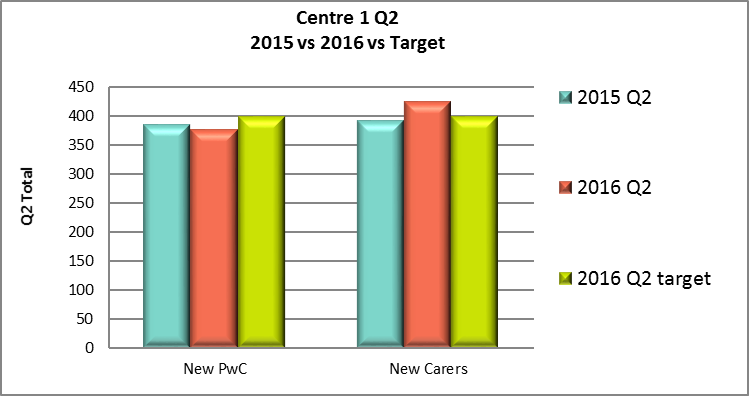 Centre 1 Q2
2015 vs 2016 vs Target
Q2 Total
450
400
350
300
250
200
150
100
50
0
New PwC
New Carers
2015 Q2
2016 Q2
2016 Q2 target